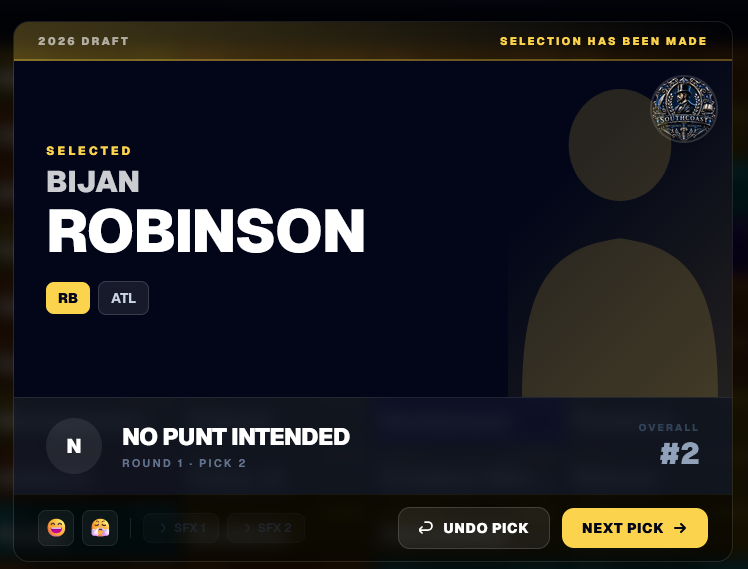 2026 DRAFT
SELECTION HAS BEEN MADE
SOUTHCOAST
SELECTED
BIJAN
ROBINSON
RB
ATL
N
NO PUNT INTENDED
ROUND 1 · PICK 2
OVERALL
#2
SFX 1
SFX 2
UNDO PICK
NEXT PICK →